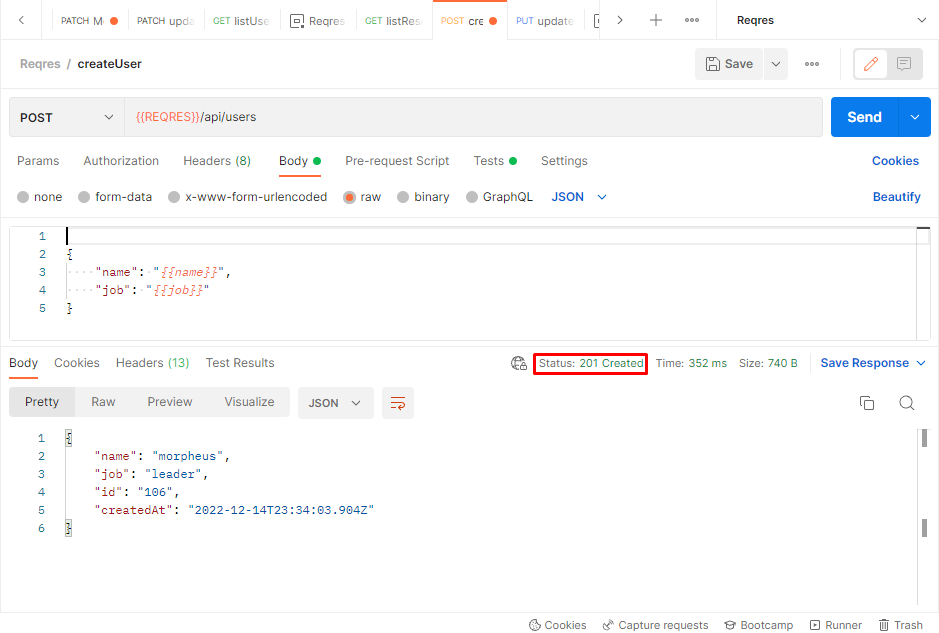 PATCH M
PATCH upda
GET listUse
Reqres
GET listRes
POST cre
PUT update
Reqres
Reqres / createUser
Save
POST
{{REQRES}}/api/users
Send
Params
Authorization
Headers (8)
Body
Pre-request Script
Tests
Settings
Cookies
none
form-data
x-www-form-urlencoded
raw
binary
GraphQL
JSON
Beautify
1
2 {
3 "name": "{{name}}",
4 "job": "{{job}}"
5 }
Body
Cookies
Headers (13)
Test Results
Status: 201 Created
Time: 352 ms
Size: 740 B
Save Response
Pretty
Raw
Preview
Visualize
JSON
1 {
2 "name": "morpheus",
3 "job": "leader",
4 "id": "106",
5 "createdAt": "2022-12-14T23:34:03.904Z"
6 }
Cookies
Capture requests
Bootcamp
Runner
Trash